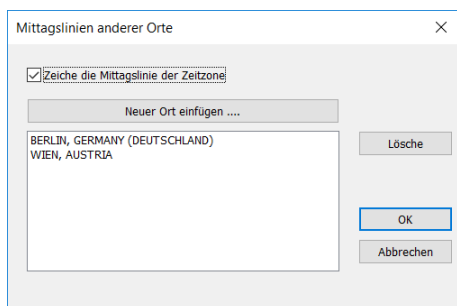 Mittagslinien anderer Orte
Zeiche die Mittagslinie der Zeitzone
Neuer Ort einfügen ....
BERLIN, GERMANY (DEUTSCHLAND)
WIEN, AUSTRIA
Lösche
OK
Abbrechen